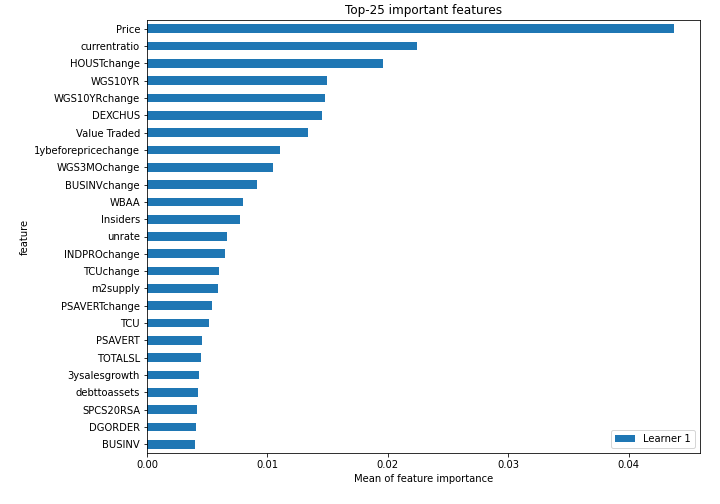 Top-25 important features
Price
currentratio
HOUSTchange
WGS10YR
WGS10YRchange
DEXCHUS
Value Traded
1ybeforepricechange
WGS3MOchange
BUSINVchange
WBAA
Insiders
unrate
INDPROchange
TCUchange
m2supply
PSAVERTchange
TCU
PSAVERT
TOTALSL
3ysalesgrowth
debttoassets
SPCS20RSA
DGORDER
BUSINV
feature
Learner 1
0.00 0.01 0.02 0.03 0.04
Mean of feature importance